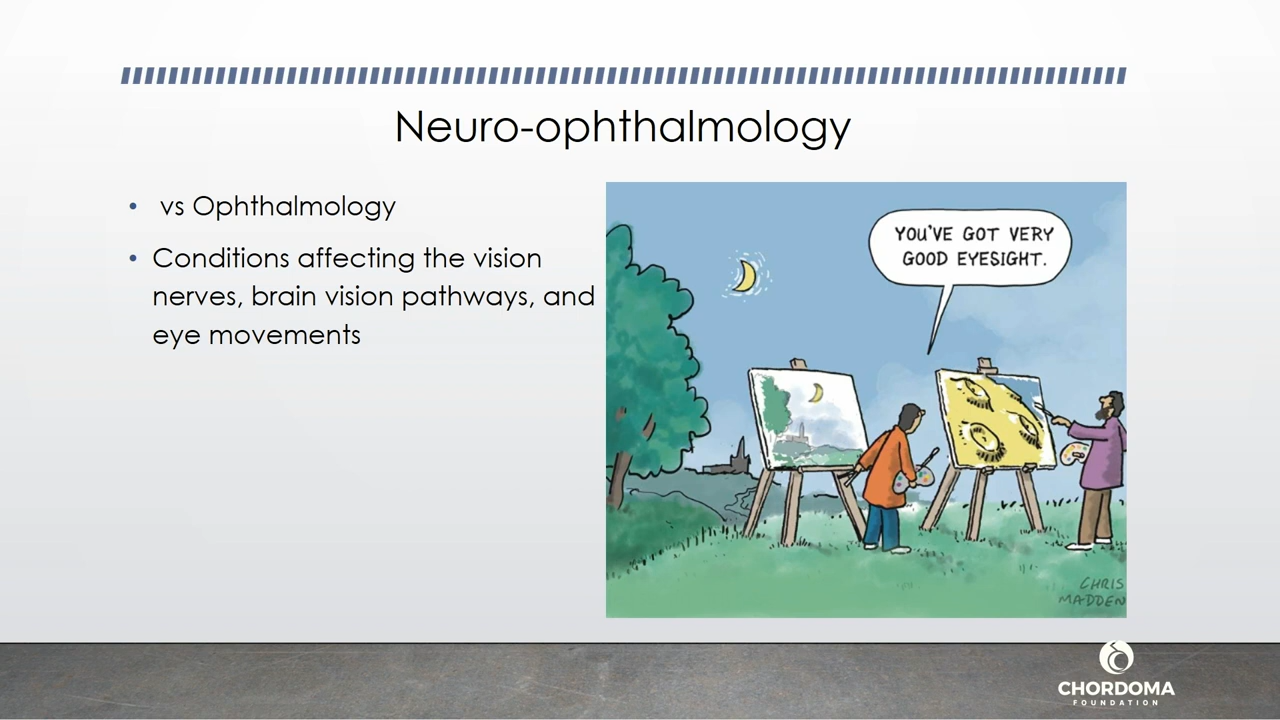 Neuro-ophthalmology
• vs Ophthalmology
• Conditions affecting the vision
nerves, brain vision pathways, and
eye movements
YOU'VE GOT VERY
GOOD EYESIGHT.
CHRIS
MADDEN
CHORDOMA
FOUNDATION